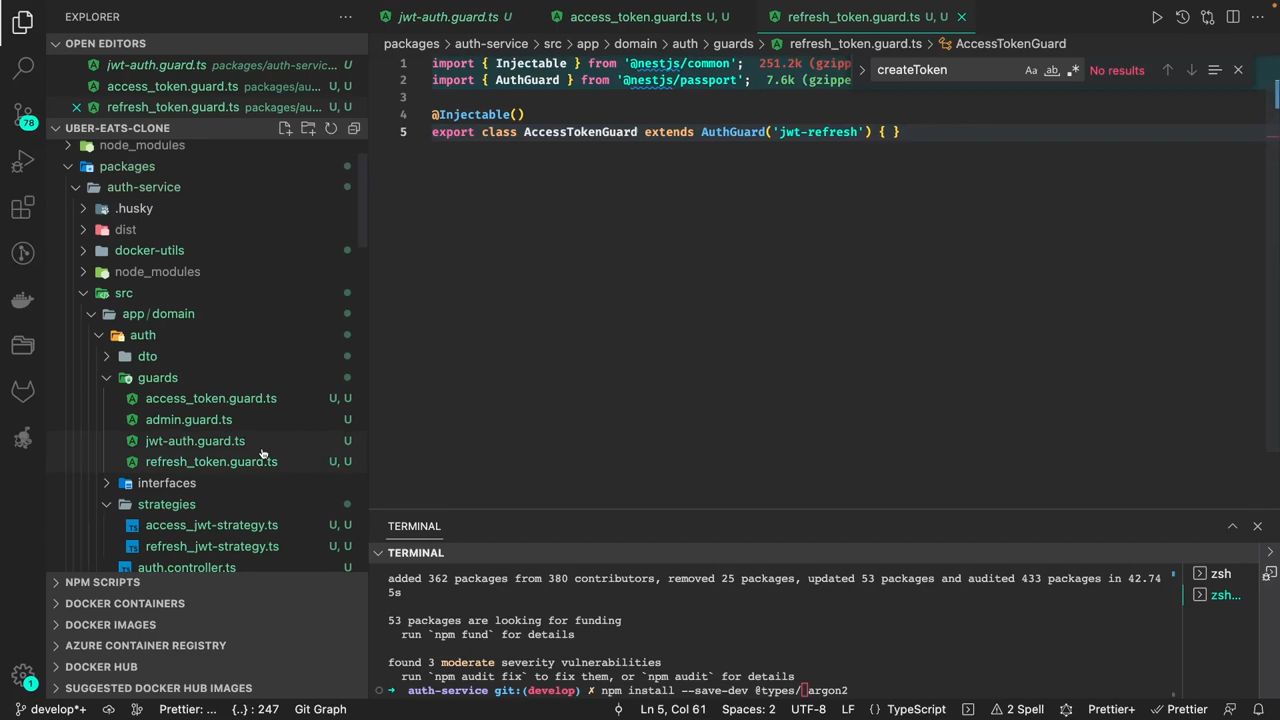 EXPLORER
OPEN EDITORS
jwt-auth.guard.ts packages/auth-servic... U
access_token.guard.ts packages/au...
refresh_token.guard.ts packages/au...
UBER-EATS-CLONE
node_modules
packages
auth-service
.husky
dist
docker-utils
node_modules
src
app/domain
auth
dto
guards
access_token.guard.ts U, U
admin.guard.ts U
jwt-auth.guard.ts U
refresh_token.guard.ts U, U
interfaces
strategies
access_jwt-strategy.ts U, U
refresh_jwt-strategy.ts U, U
auth.controller.ts U
NPM SCRIPTS
DOCKER CONTAINERS
DOCKER IMAGES
AZURE CONTAINER REGISTRY
DOCKER HUB
SUGGESTED DOCKER HUB IMAGES
78
1
jwt-auth.guard.ts U access_token.guard.ts U, U refresh_token.guard.ts U, U
packages > auth-service > src > app > domain > auth > guards > refresh_token.guard.ts > AccessTokenGuard
1 import { Injectable } from '@nestjs/common'; 251.2k (gzippe
2 import { AuthGuard } from '@nestjs/passport'; 7.6k (gzippe
3
4 @Injectable()
5 export class AccessTokenGuard extends AuthGuard('jwt-refresh') { }
createToken Aa ab .* No results
TERMINAL
TERMINAL
added 362 packages from 380 contributors, removed 25 packages, updated 53 packages and audited 433 packages in 42.74
5s
53 packages are looking for funding
run `npm fund` for details
found 3 moderate severity vulnerabilities
run `npm audit fix` to fix them, or `npm audit` for details
auth-service git:(develop) ✗ npm install --save-dev @types/argon2
zsh
zsh...
develop*+ Prettier: ... {..} : 247 Git Graph Ln 5, Col 61 Spaces: 2 UTF-8 LF {} TypeScript 2 Spell Prettier+ Prettier